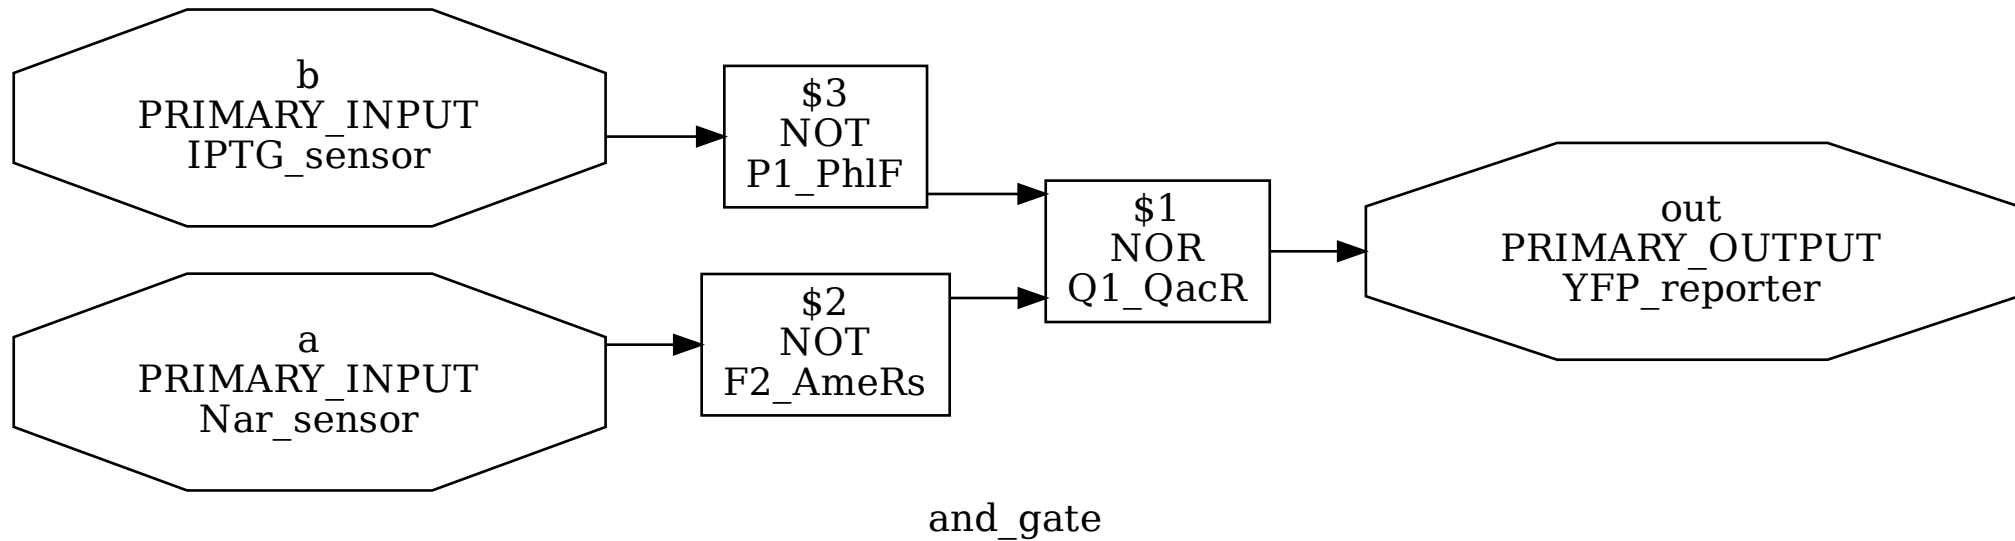 b
PRIMARY_INPUT
IPTG_sensor
$3
NOT
P1_PhlF
a
PRIMARY_INPUT
Nar_sensor
$2
NOT
F2_AmeRs
$1
NOR
Q1_QacR
out
PRIMARY_OUTPUT
YFP_reporter
and_gate